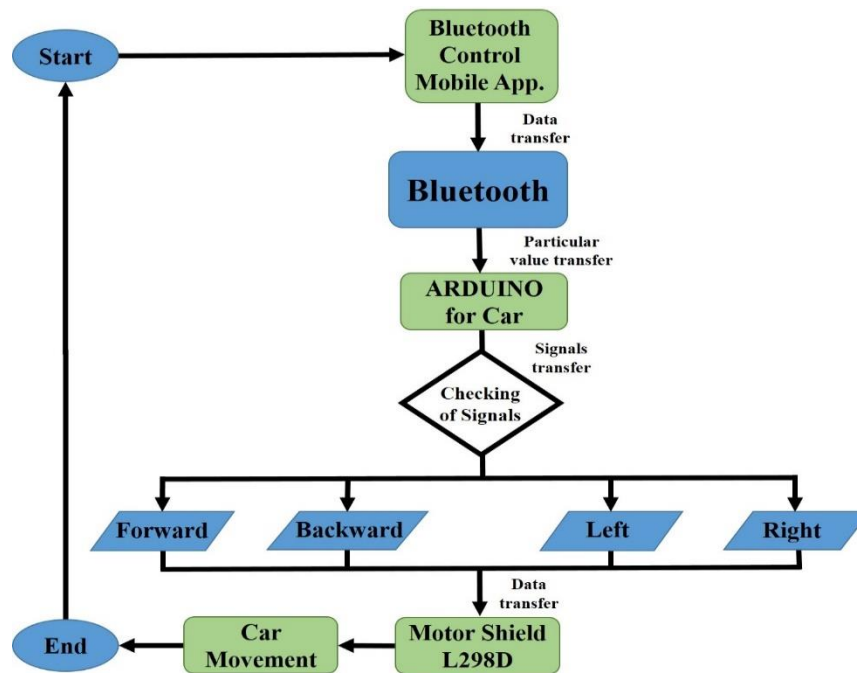 Start
Bluetooth
Control
Mobile App.
Data
transfer
Bluetooth
Particular
value transfer
ARDUINO
for Car
Signals
transfer
Checking
of Signals
Forward
Backward
Left
Right
Data
transfer
End
Car
Movement
Motor Shield
L298D